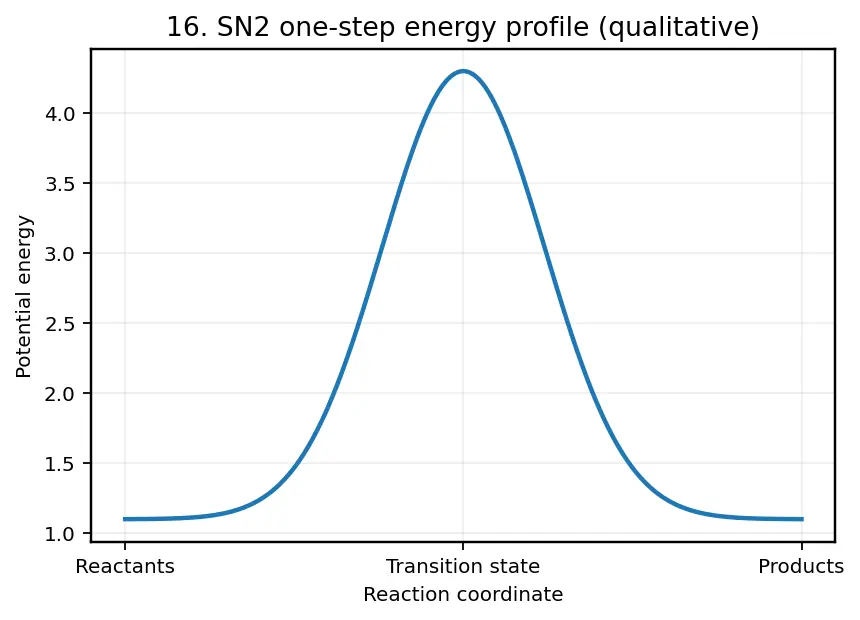 16. SN2 one-step energy profile (qualitative)
Potential energy
4.0
3.5
3.0
2.5
2.0
1.5
1.0
Reactants Transition state Products
Reaction coordinate